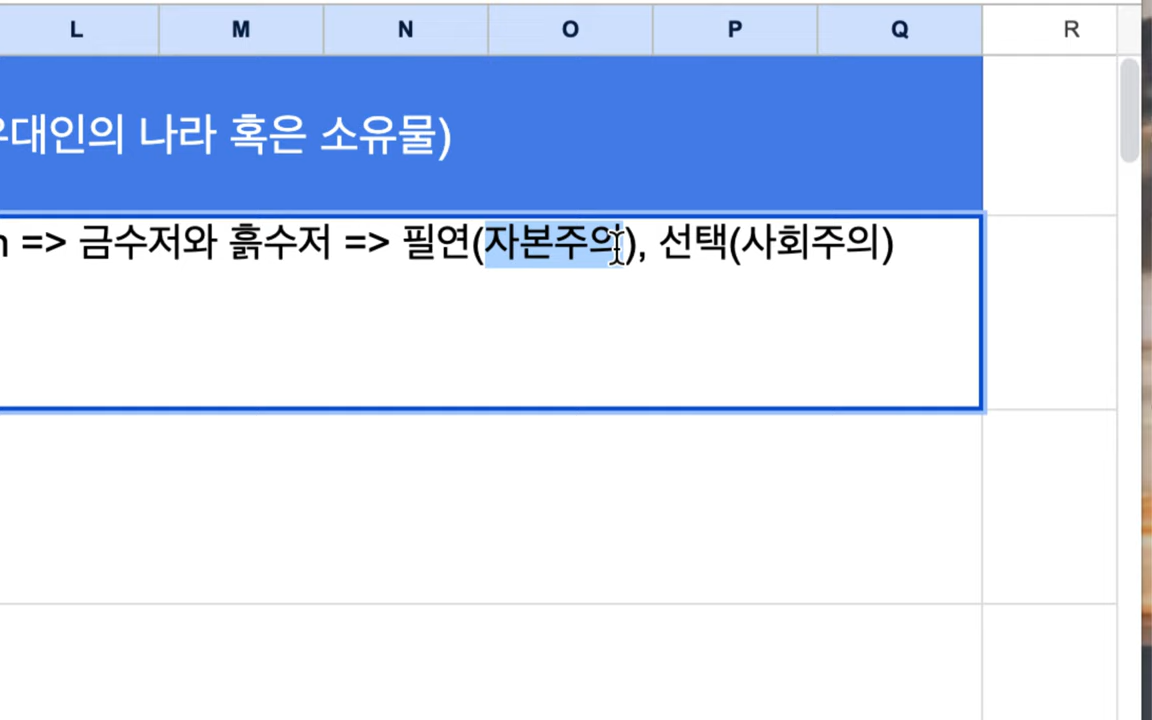 L M N O P Q R
우대인의 나라 혹은 소유물)
=> 금수저와 흙수저 => 필연(자본주의), 선택(사회주의)